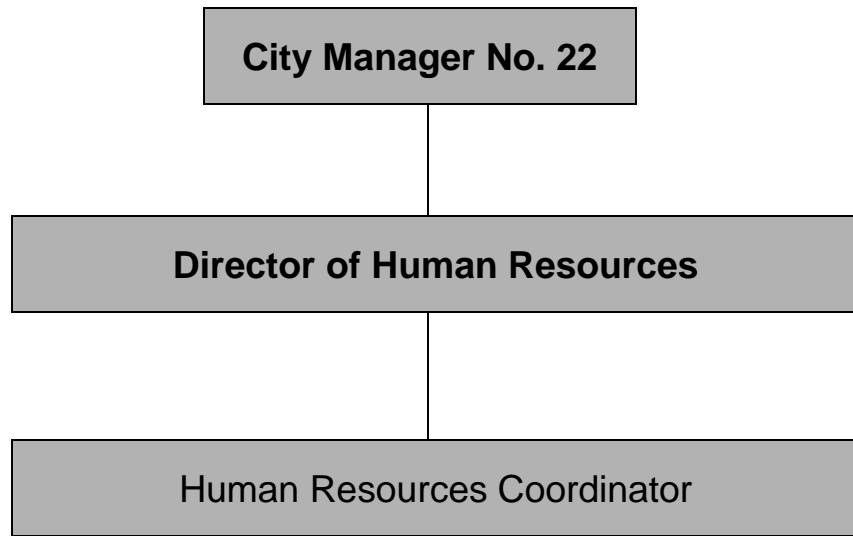 City Manager No. 22
Director of Human Resources
Human Resources Coordinator